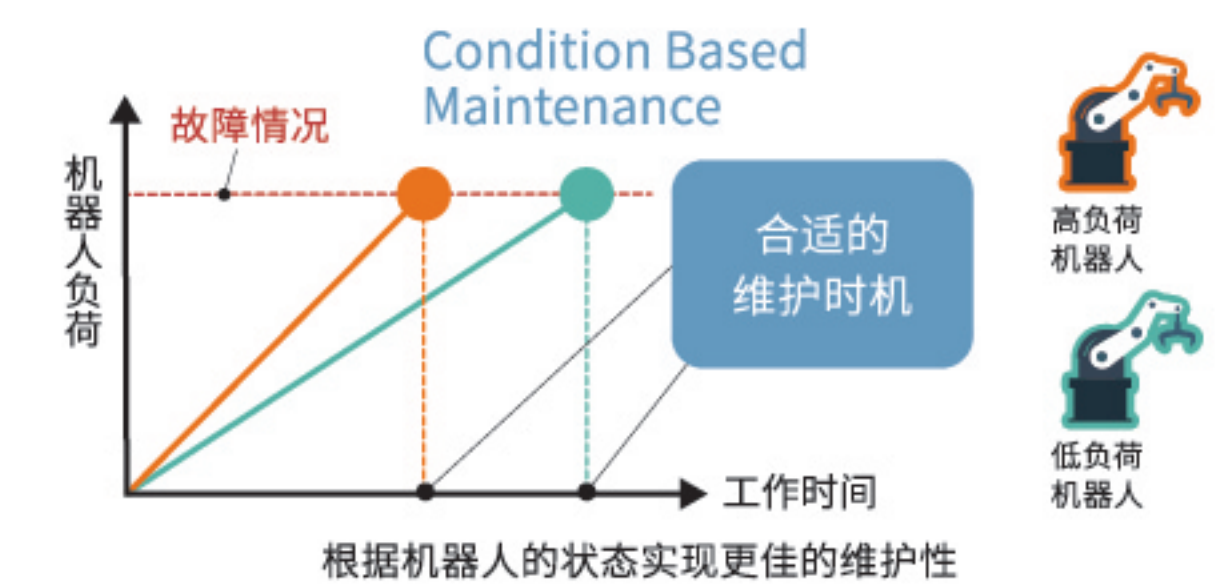 Condition Based
Maintenance
故障情况
机器人负荷
合适的
维护时机
工作时间
根据机器人的状态实现更佳的维护性
高负荷
机器人
低负荷
机器人